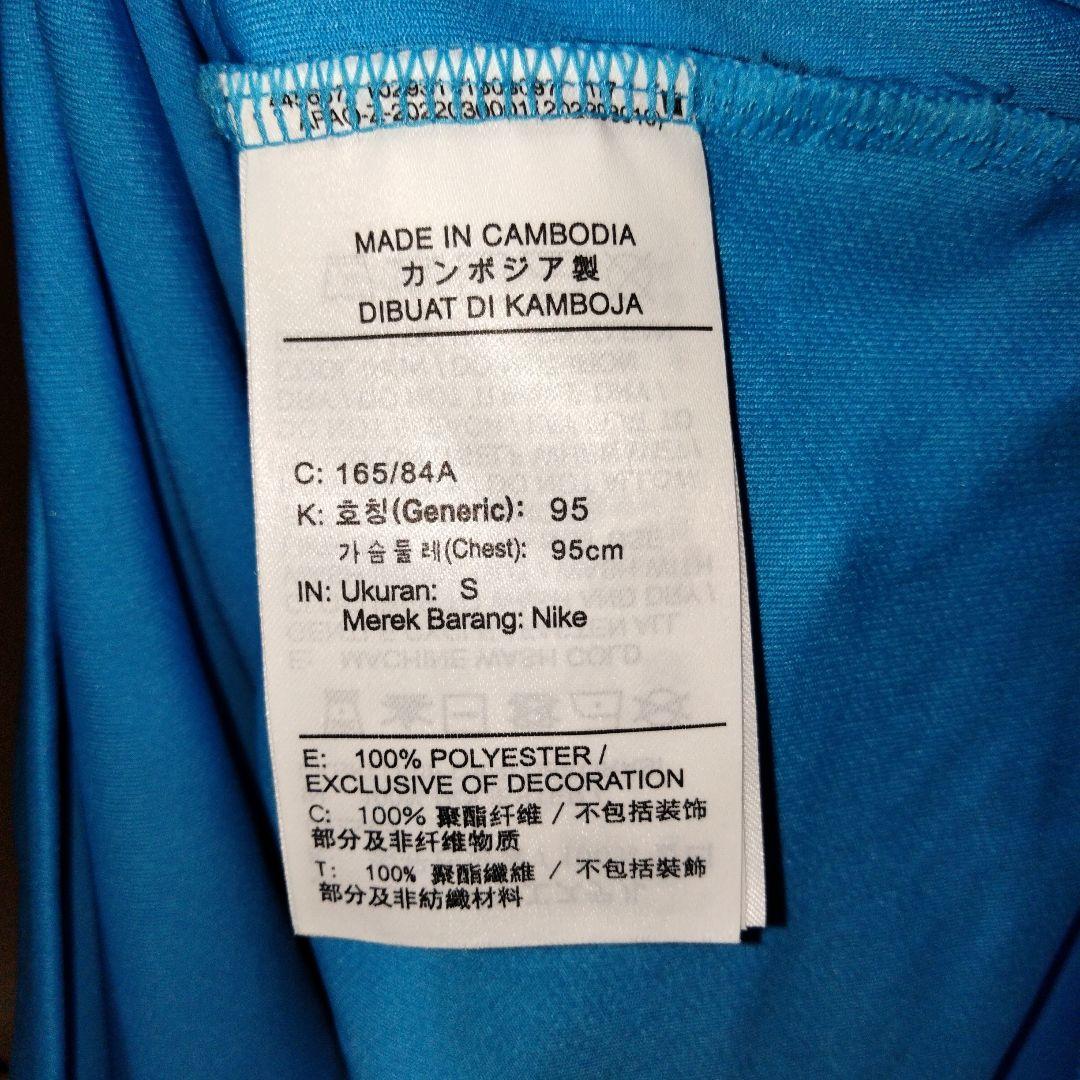 MADE IN CAMBODIA
カンボジア製
DIBUAT DI KAMBOJA
C: 165/84A
K: 호칭(Generic): 95
가슴둘레(Chest): 95cm
IN: Ukuran: S
Merek Barang: Nike
E: 100% POLYESTER /
EXCLUSIVE OF DECORATION
C: 100% 聚酯纤维 / 不包括装饰
部分及非纤维物质
T: 100% 聚酯纖維 / 不包括裝飾
部分及非紡織材料
MACHINE WASH COLD